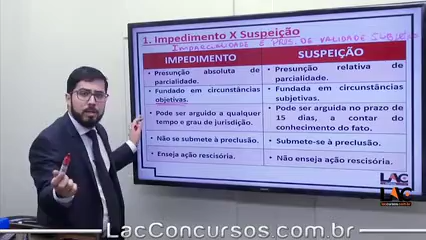 1. Impedimento X Suspeição
IMPARCIALIDADE É PRES. DE VALIDADE SUBJETIVO
IMPEDIMENTO
SUSPEIÇÃO
• Presunção absoluta de parcialidade.
• Presunção relativa de parcialidade.
• Fundado em circunstâncias objetivas.
• Fundada em circunstâncias subjetivas.
• Pode ser arguido a qualquer tempo e grau de jurisdição.
• Pode ser arguida no prazo de 15 dias, a contar do conhecimento do fato.
• Não se submete à preclusão.
• Submete-se à preclusão.
• Enseja ação rescisória.
• Não enseja ação rescisória.
LAC
LAC
LacConcursos.com.br